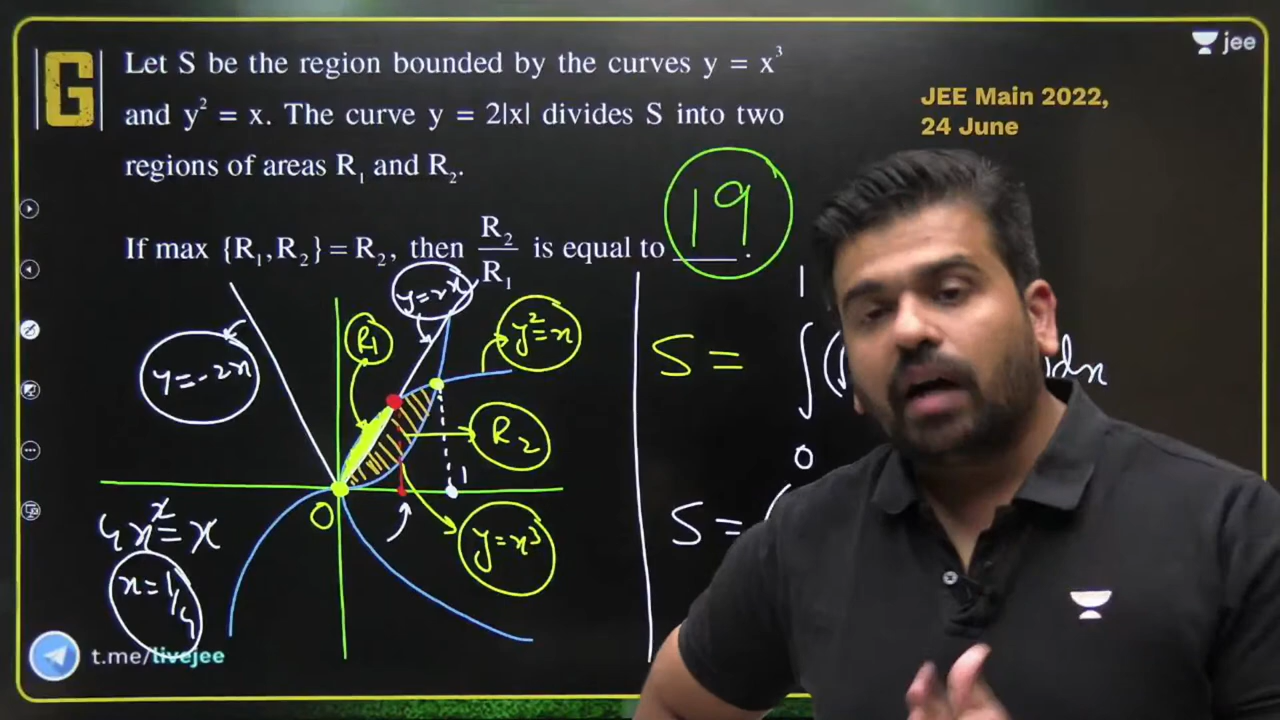 G
Let S be the region bounded by the curves y = x³
and y² = x. The curve y = 2|x| divides S into two
regions of areas R₁ and R₂.
If max {R₁,R₂} = R₂, then R₂/R₁ is equal to ____.
19
jee
JEE Main 2022,
24 June
y=-2x
R₁
y=2x
y²=x
R₂
1
O
y=x³
4x²=x
x=1/4
S = ∫
1
0
dx
S=
t.me/livejee